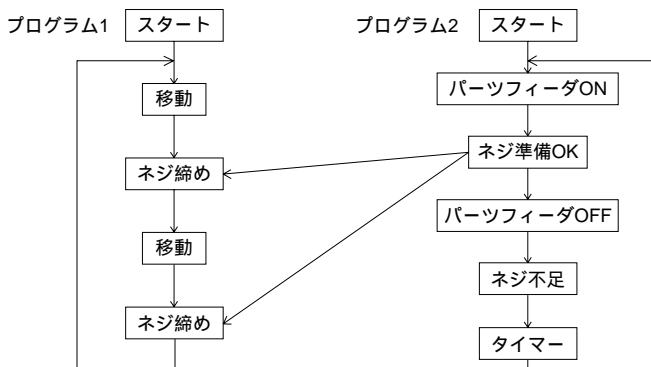 プログラム1
スタート
移動
ネジ締め
移動
ネジ締め
プログラム2
スタート
パーツフィーダON
ネジ準備OK
パーツフィーダOFF
ネジ不足
タイマー